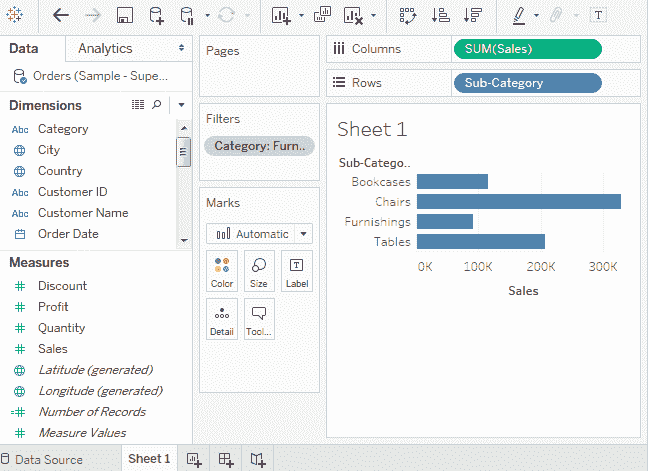 Data Analytics
Orders (Sample - Supe...
Dimensions
Abc Category
City
Country
Abc Customer ID
Abc Customer Name
Order Date
Measures
Discount
Profit
Quantity
Sales
Latitude (generated)
Longitude (generated)
Number of Records
Measure Values
Pages
Filters
Category: Furn..
Marks
Automatic
Color Size Label
Detail Tool...
Columns SUM(Sales)
Rows Sub-Category
Sheet 1
Sub-Catego..
Bookcases
Chairs
Furnishings
Tables
0K 100K 200K 300K
Sales
Data Source Sheet 1